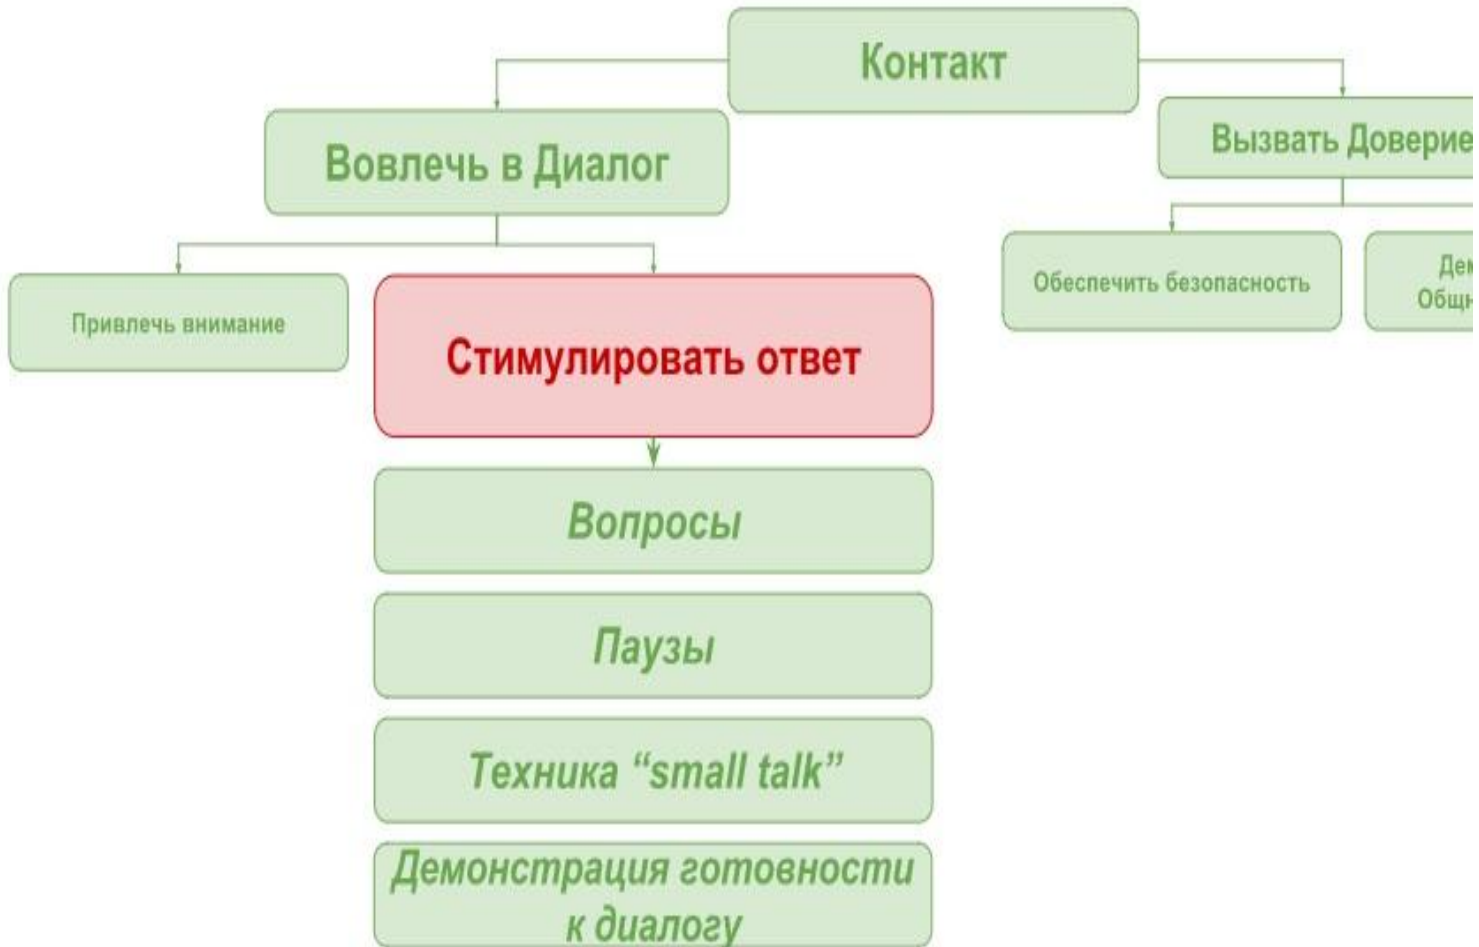 Контакт
Вовлечь в Диалог
Вызвать Доверие
Привлечь внимание
Стимулировать ответ
Обеспечить безопасность
Вопросы
Паузы
Техника “small talk”
Демонстрация готовности
к диалогу